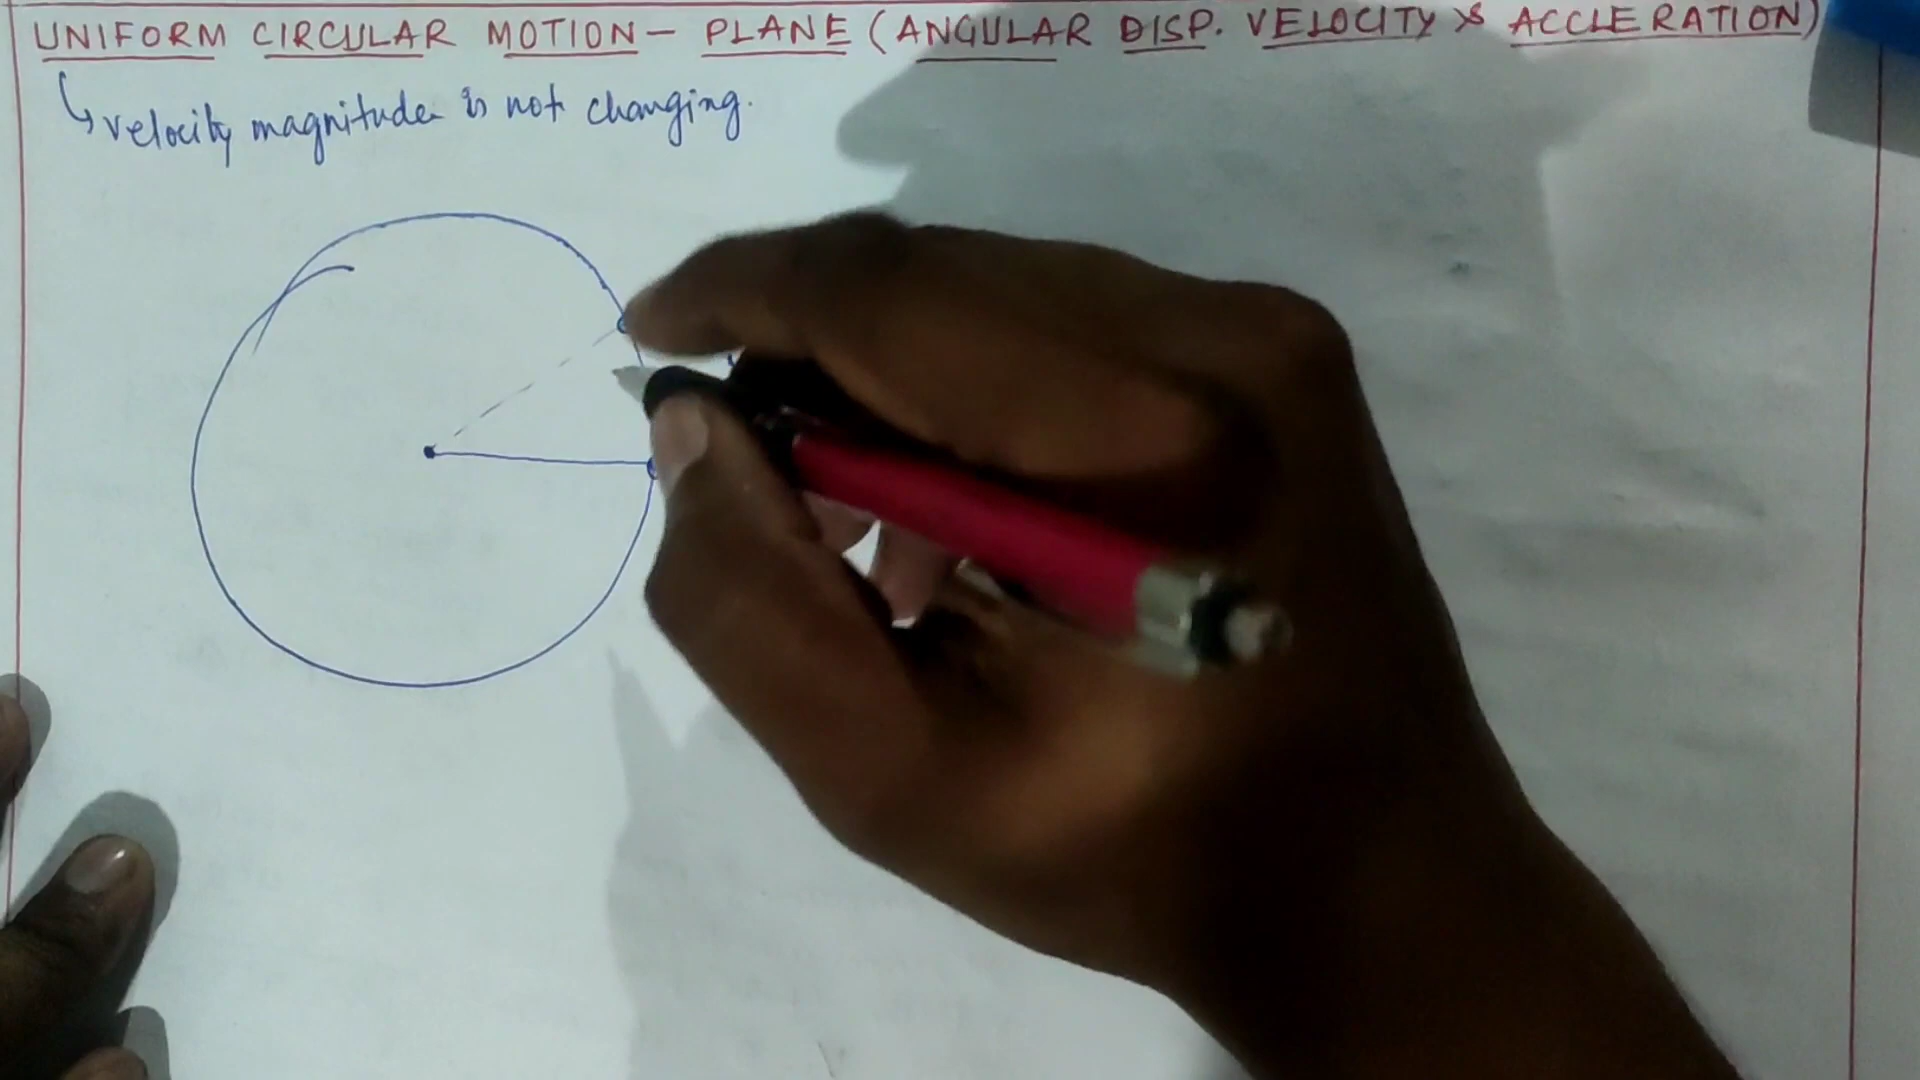 UNIFORM CIRCULAR MOTION - PLANE (ANGULAR DISP. VELOCITY & ACCLERATION)
↳ velocity magnitude is not changing.